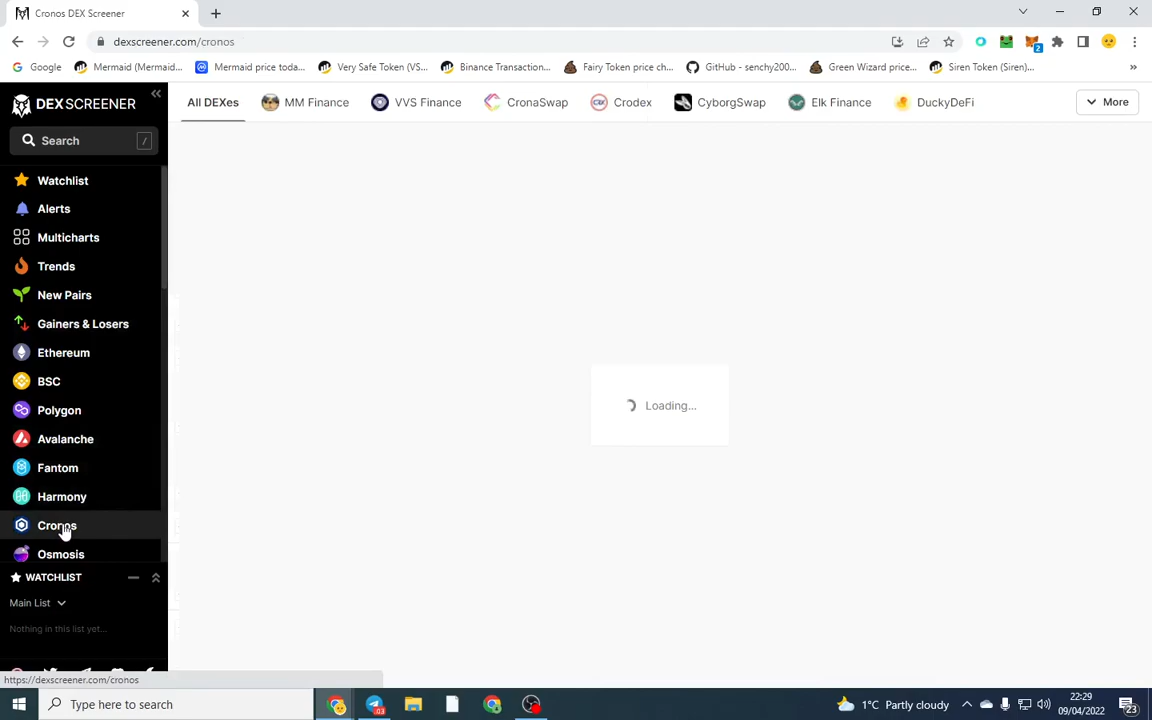 Cronos DEX Screener
dexscreener.com/cronos
2
Google
Mermaid (Mermaid...
Mermaid price toda...
Very Safe Token (VS...
Binance Transaction...
Fairy Token price ch...
GitHub - senchy200...
Green Wizard price...
Siren Token (Siren)...
»
DEXSCREENER
All DEXes
MM Finance
VVS Finance
CronaSwap
Crodex
CyborgSwap
Elk Finance
DuckyDeFi
More
Search
/
Watchlist
Alerts
Multicharts
Trends
New Pairs
Gainers & Losers
Ethereum
BSC
Polygon
Avalanche
Fantom
Harmony
Cronos
Osmosis
Loading...
WATCHLIST
Main List
Nothing in this list yet...
https://dexscreener.com/cronos
Type here to search
1°C Partly cloudy
22:29
09/04/2022
23